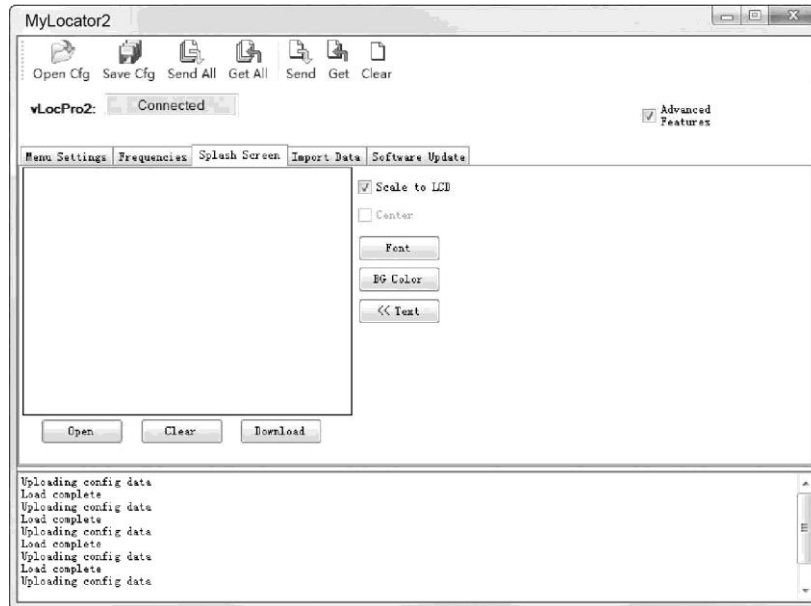 MyLocator2
Open Cfg Save Cfg Send All Get All Send Get Clear
vLocPro2: Connected
Advanced
Features
Menu Settings Frequencies Splash Screen Import Data Software Update
Scale to LCD
Center
Font
BG Color
<< Text
Open Clear Download
Uploading config data
Load complete
Uploading config data
Load complete
Uploading config data
Load complete
Uploading config data
Load complete
Uploading config data